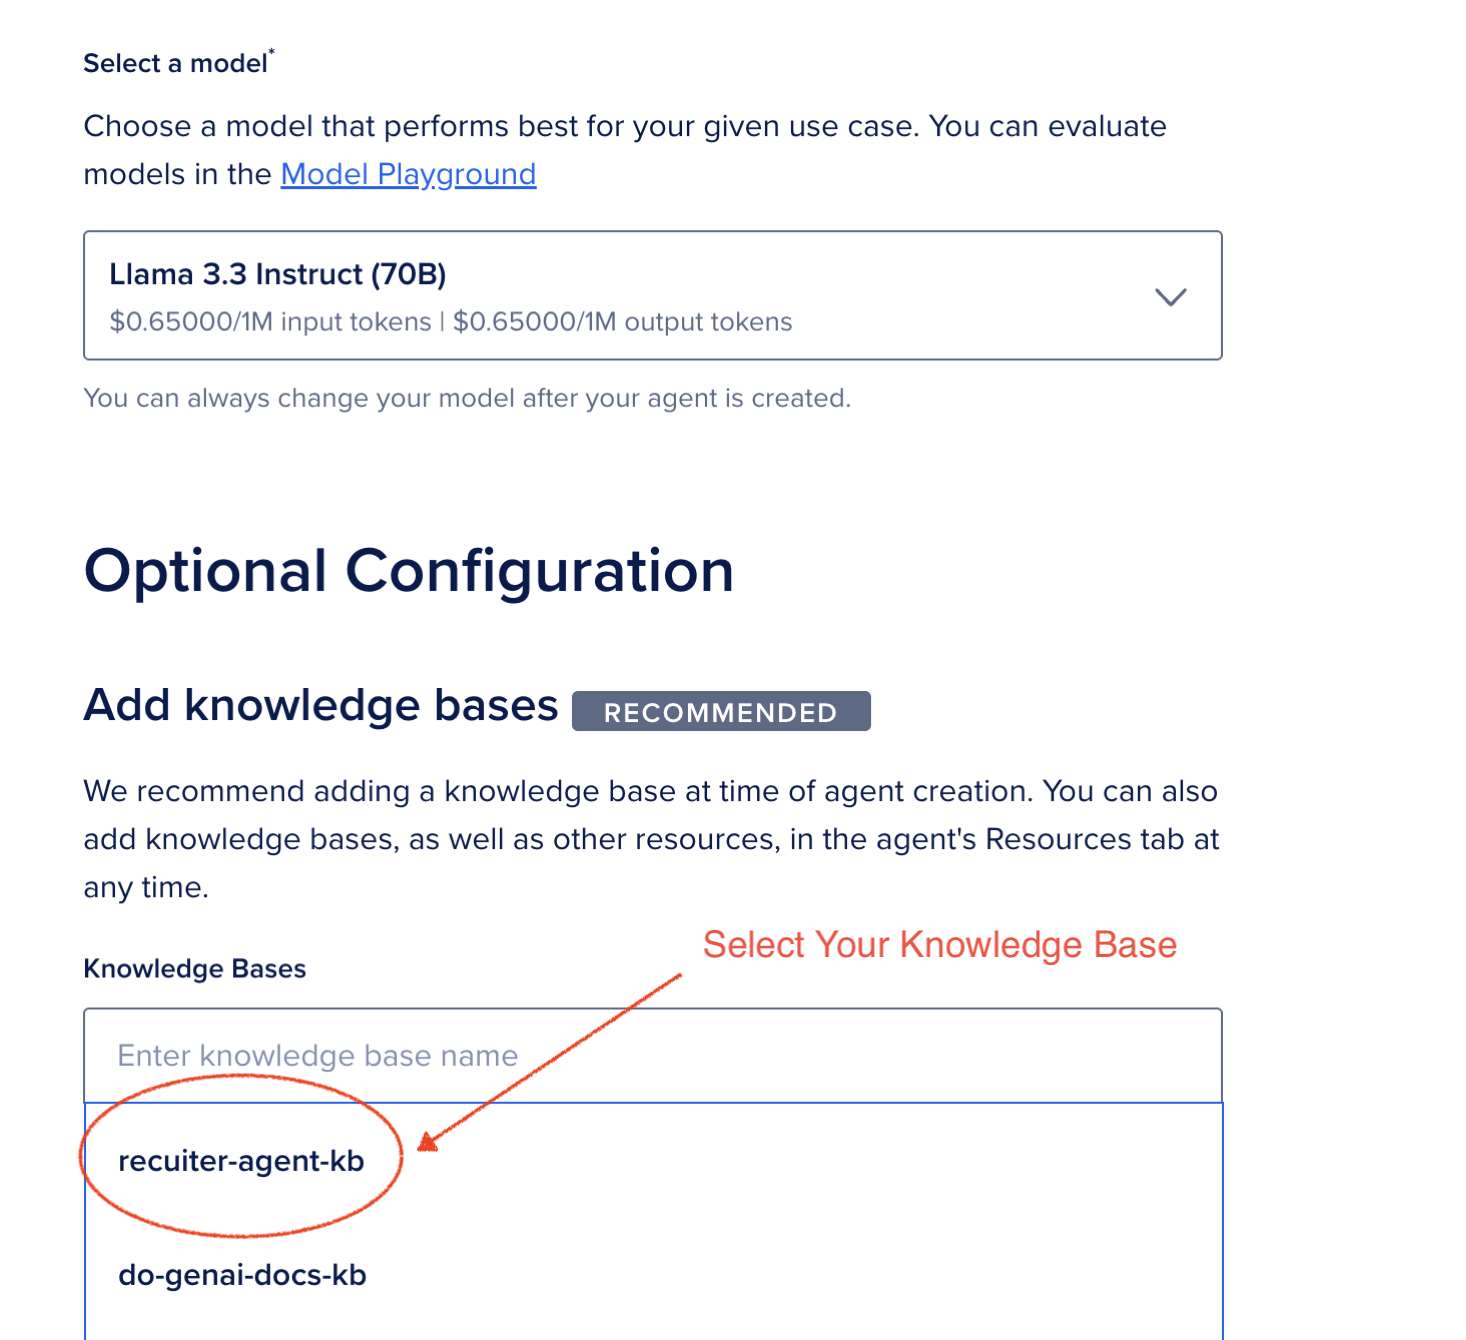 Select a model*
Choose a model that performs best for your given use case. You can evaluate
models in the Model Playground
Llama 3.3 Instruct (70B)
$0.65000/1M input tokens | $0.65000/1M output tokens
You can always change your model after your agent is created.
Optional Configuration
Add knowledge bases RECOMMENDED
We recommend adding a knowledge base at time of agent creation. You can also
add knowledge bases, as well as other resources, in the agent's Resources tab at
any time.
Select Your Knowledge Base
Knowledge Bases
Enter knowledge base name
recuiter-agent-kb
do-genai-docs-kb